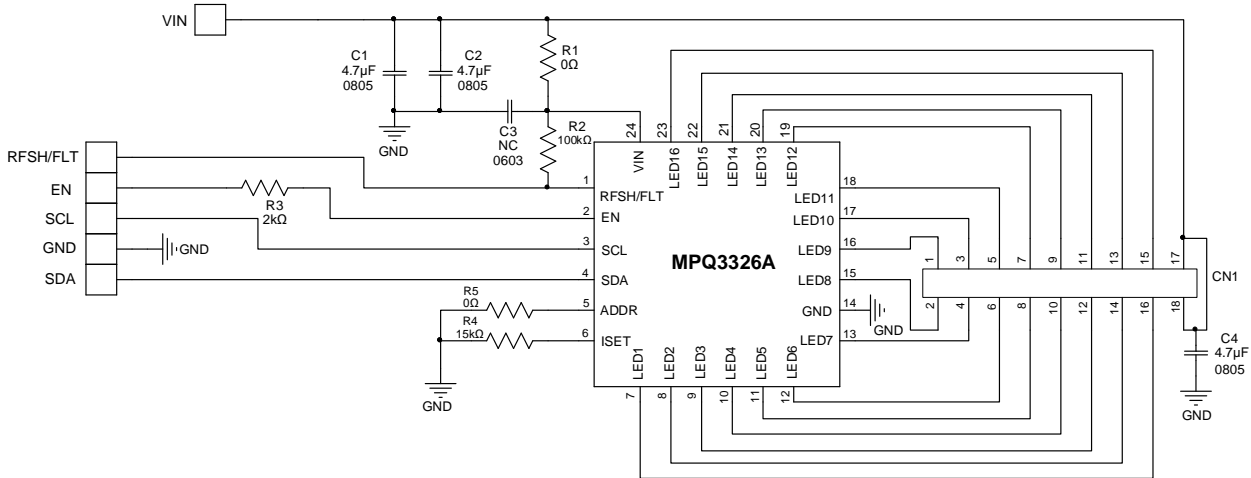 VIN
C1
4.7µF
0805
C2
4.7µF
0805
R1
0Ω
GND
C3
NC
0603
R2
100kΩ
24
23
22
21
20
19
VIN
LED16
LED15
LED14
LED13
LED12
RFSH/FLT
EN
SCL
GND
SDA
GND
R3
2kΩ
1
RFSH/FLT
2
EN
3
SCL
4
SDA
5
ADDR
6
ISET
R5
0Ω
R4
15kΩ
GND
MPQ3326A
18
LED11
17
LED10
16
LED9
15
LED8
14
GND
GND
13
LED7
LED1
LED2
LED3
LED4
LED5
LED6
7
8
9
10
11
12
1
3
5
7
9
11
13
15
17
2
4
6
8
10
12
14
16
18
CN1
C4
4.7µF
0805
GND